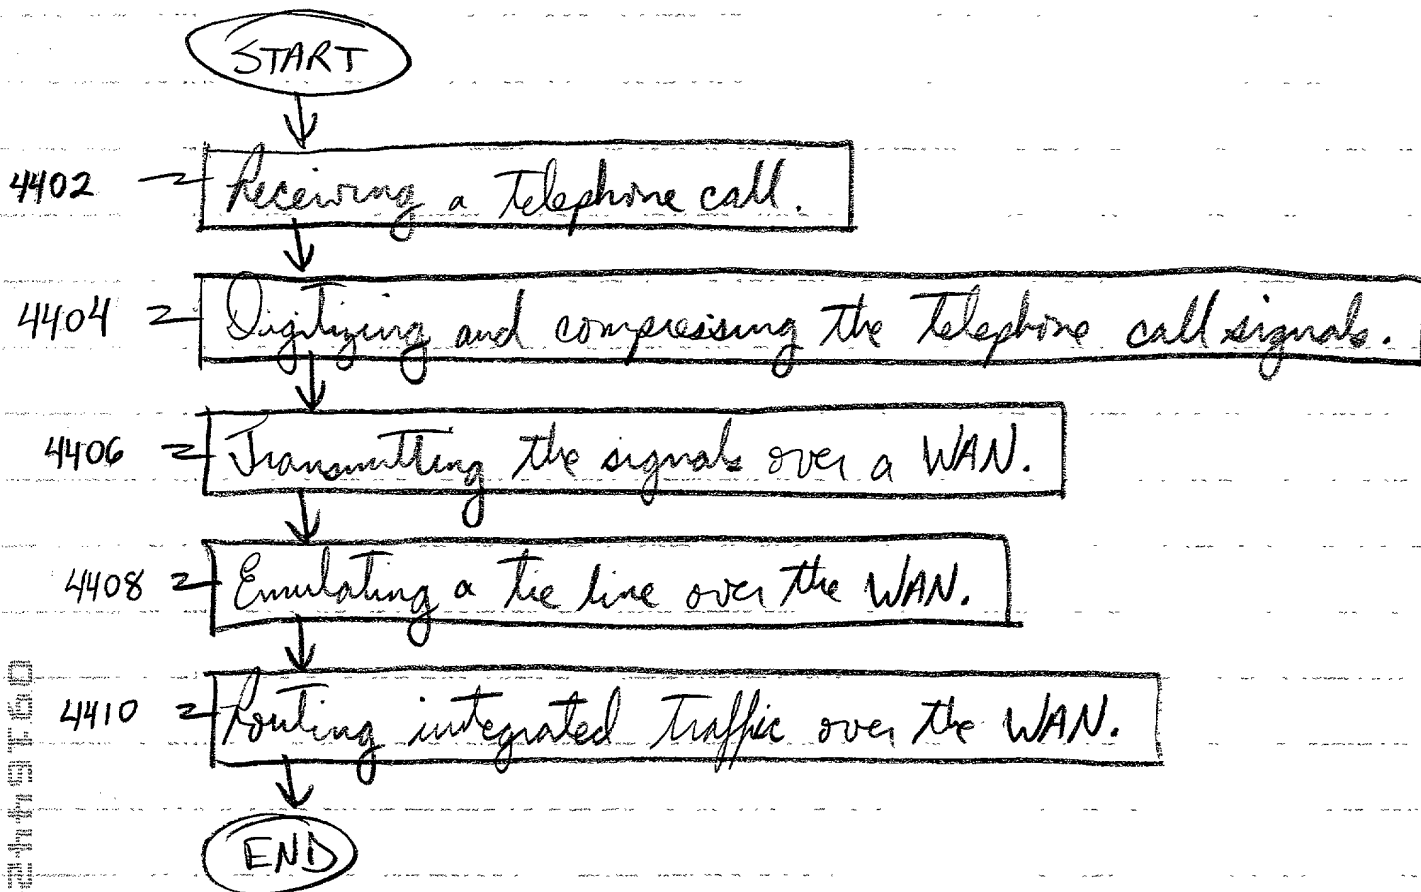 START
4402 Receiving a telephone call.
4404 Digitizing and compressing the telephone call signals.
4406 Transmitting the signals over a WAN.
4408 Emulating a tie line over the WAN.
4410 Routing integrated traffic over the WAN.
END